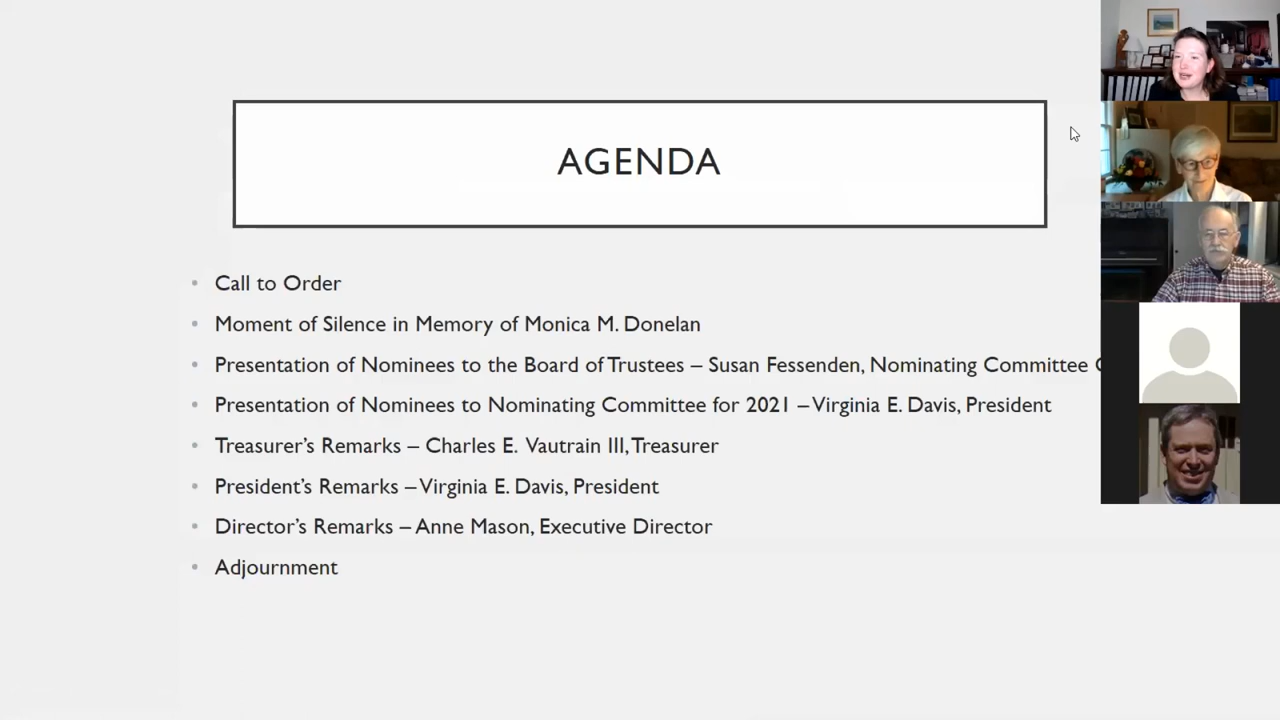 AGENDA
Call to Order
Moment of Silence in Memory of Monica M. Donelan
Presentation of Nominees to the Board of Trustees – Susan Fessenden, Nominating Committee
Presentation of Nominees to Nominating Committee for 2021 – Virginia E. Davis, President
Treasurer's Remarks – Charles E. Vautrain III, Treasurer
President's Remarks – Virginia E. Davis, President
Director's Remarks – Anne Mason, Executive Director
Adjournment